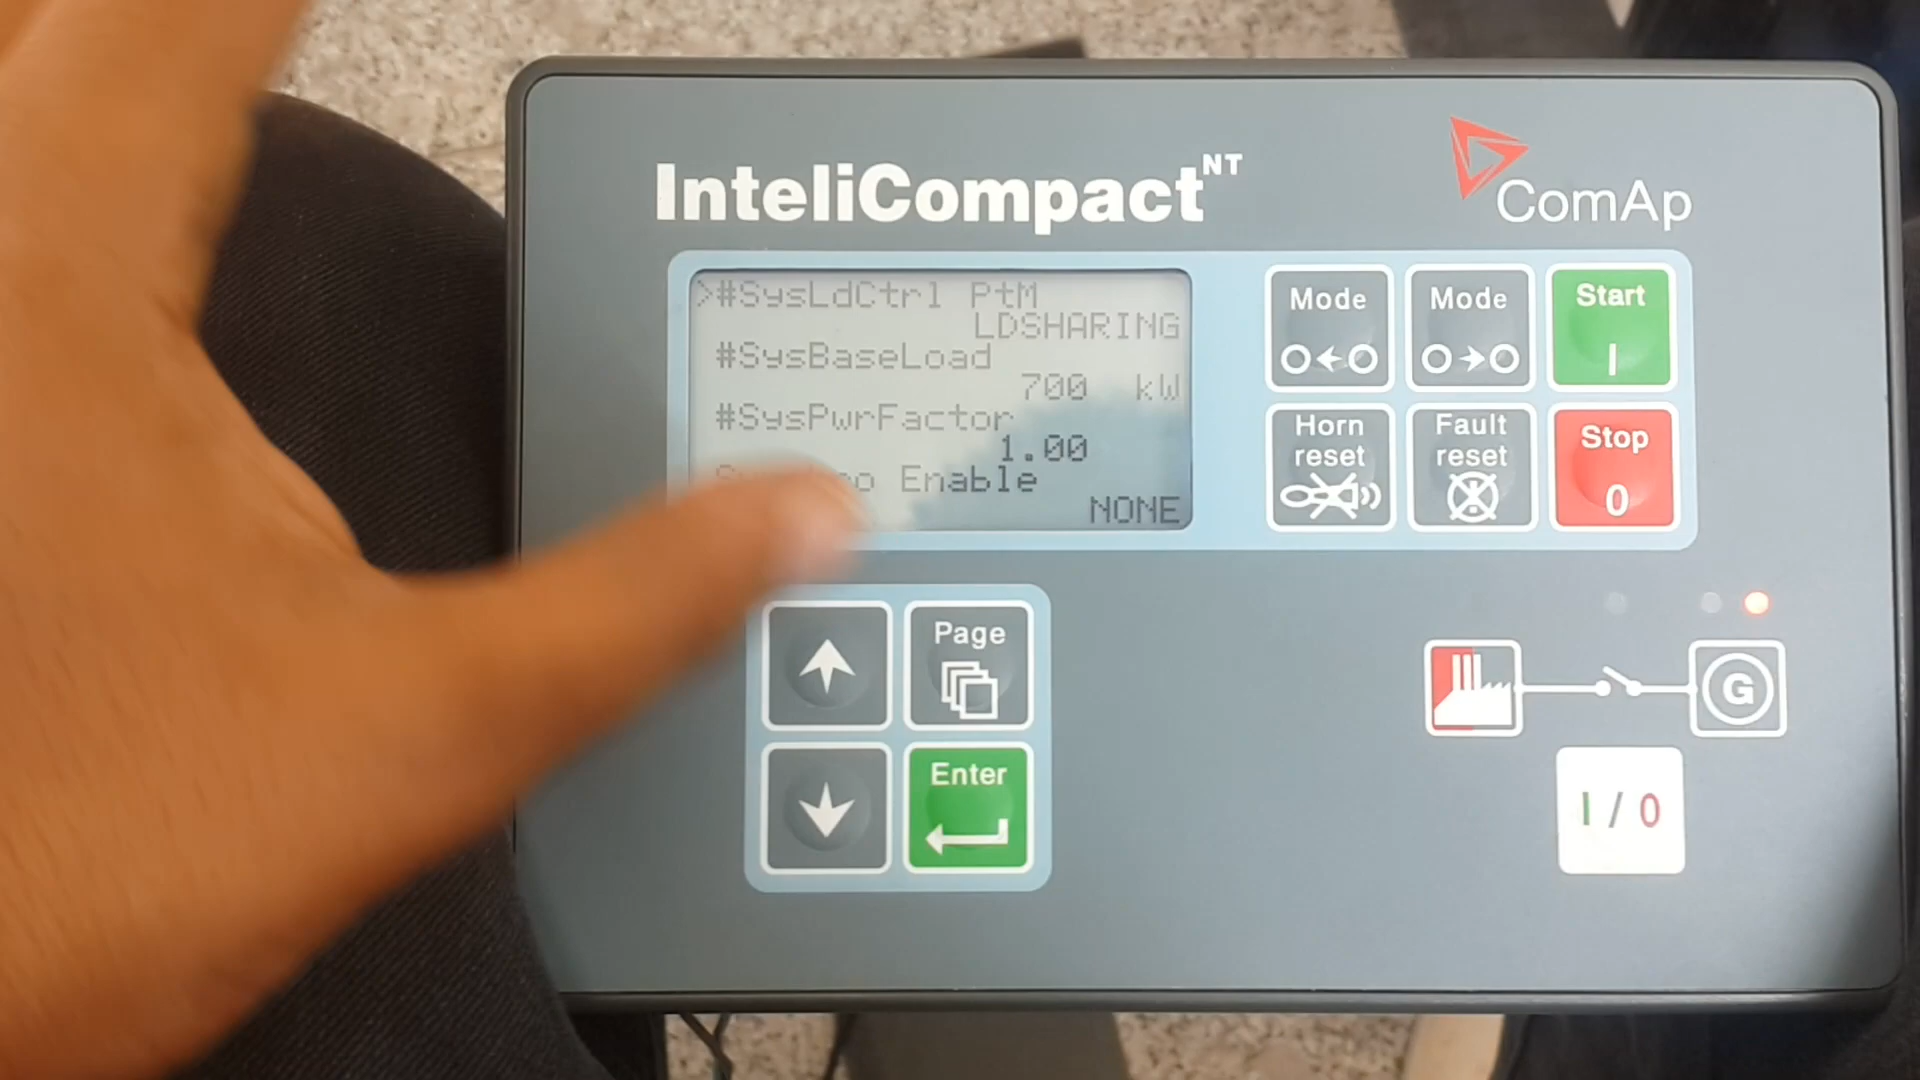 InteliCompact NT
ComAp
>#SysLdCtrl PtM
LDSHARING
#SysBaseLoad
700 kW
#SysPwrFactor
1.00
Enable
NONE
Mode
Mode
Start
I
Horn
reset
Fault
reset
Stop
0
Page
Enter
G
I / 0